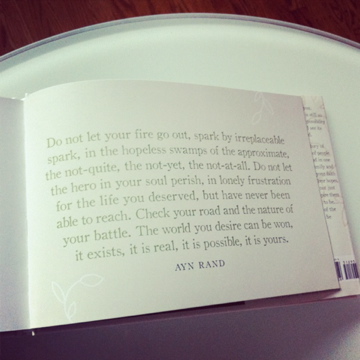 Do not let your fire go out, spark by irreplaceable
spark, in the hopeless swamps of the approximate,
the not-quite, the not-yet, the not-at-all. Do not let
the hero in your soul perish, in lonely frustration
for the life you deserved, but have never been
able to reach. Check your road and the nature of
your battle. The world you desire can be won,
it exists, it is real, it is possible, it is yours.
AYN RAND